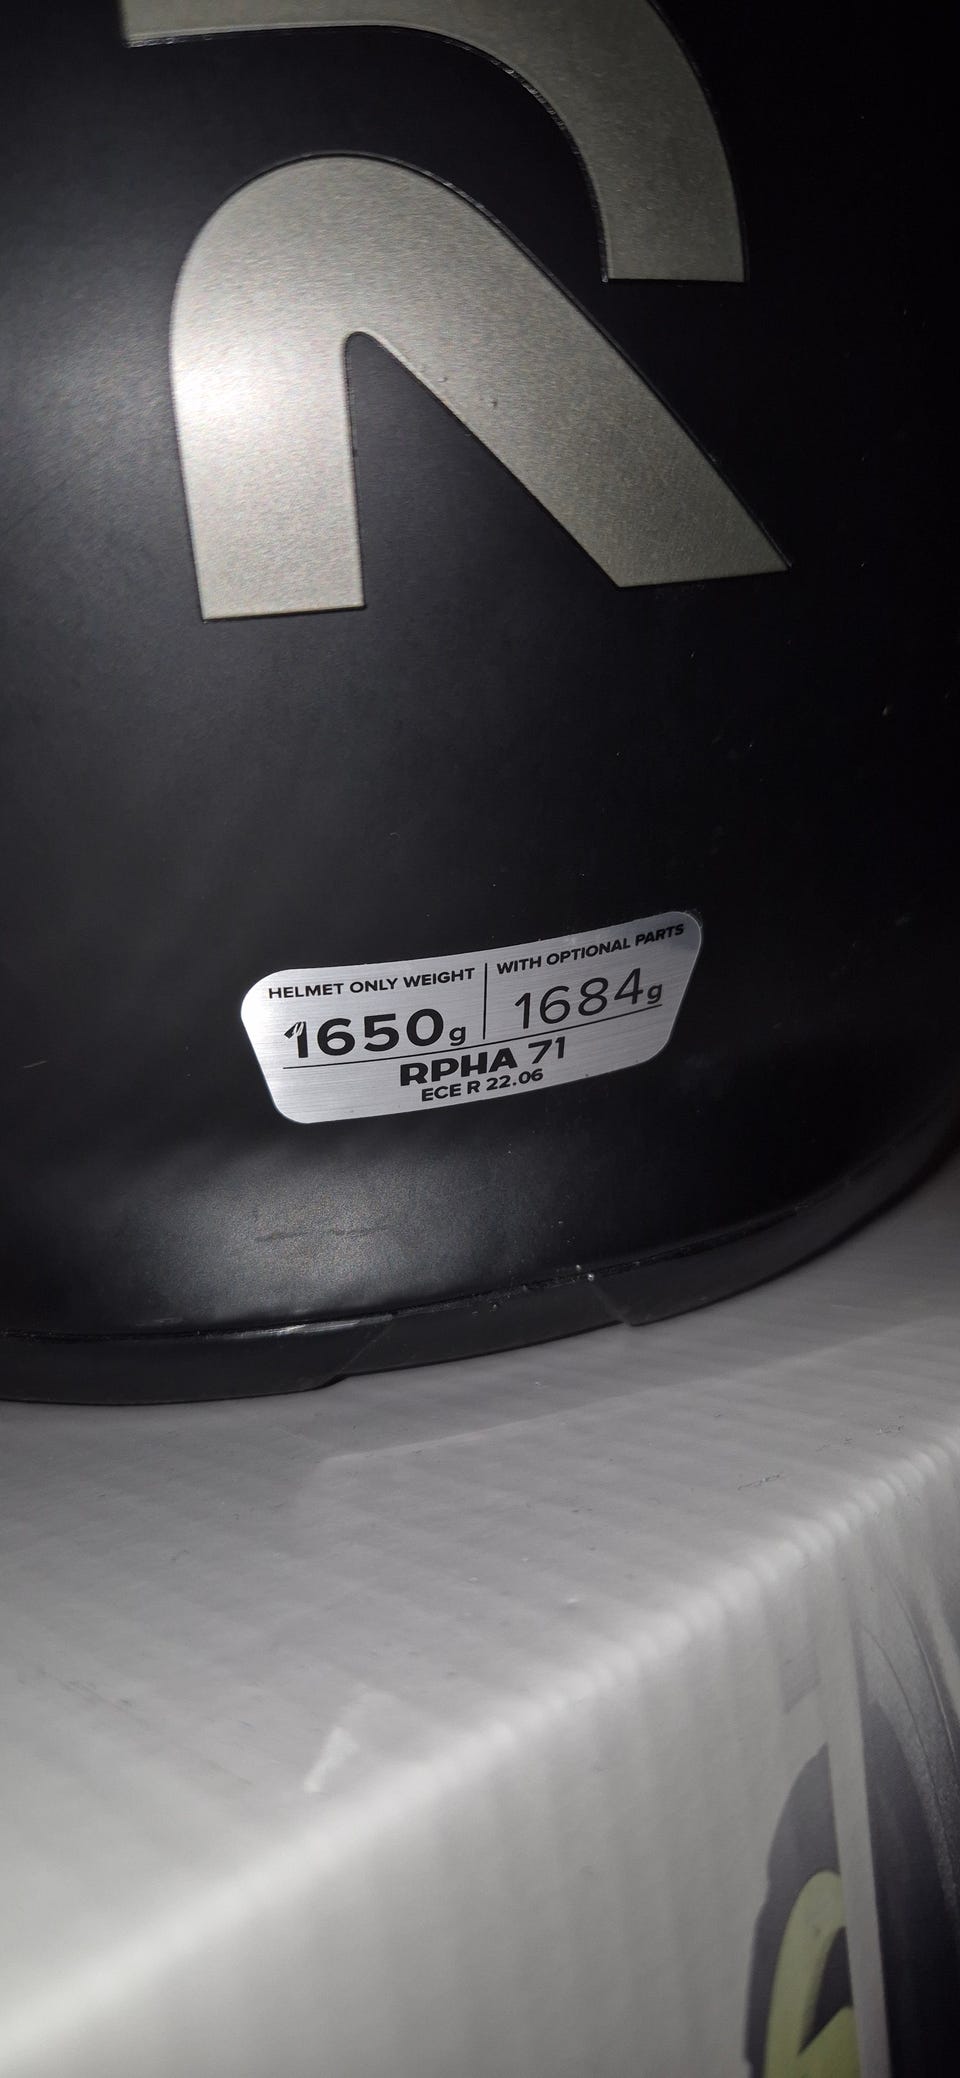 R
HELMET ONLY WEIGHT
WITH OPTIONAL PARTS
1650g
1684g
RPHA 71
ECE R 22.06